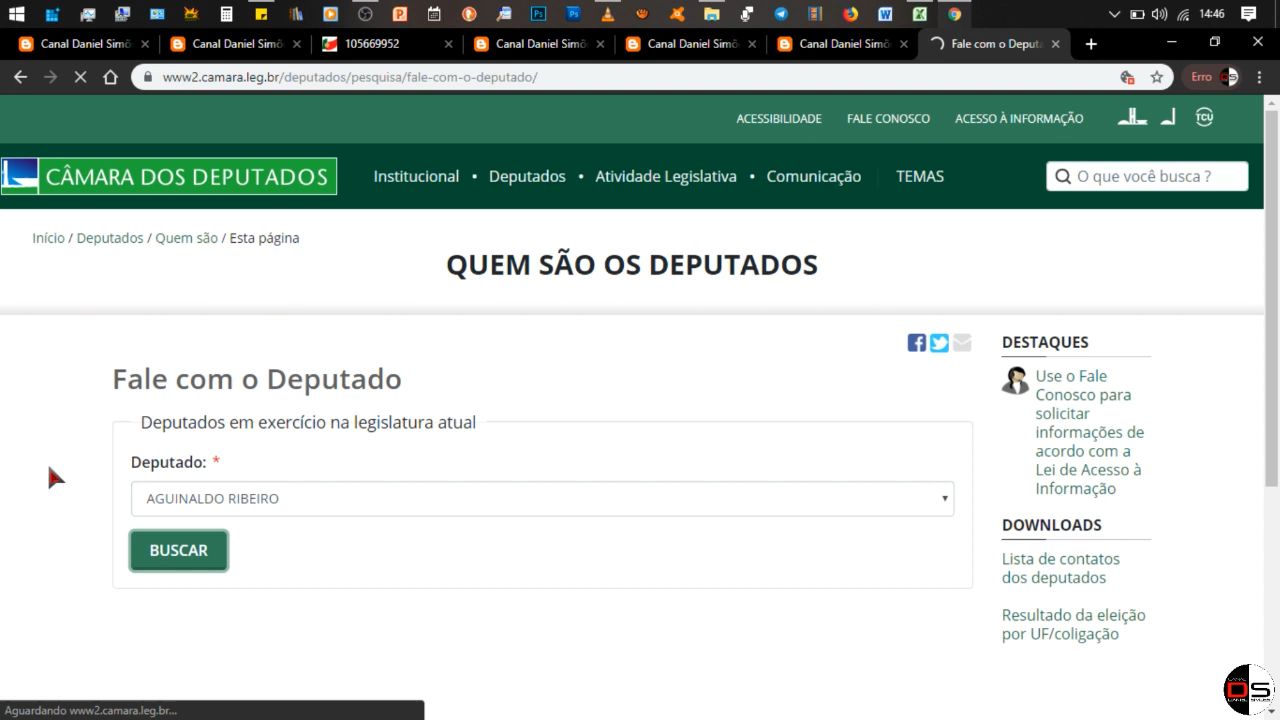 14:46
Canal Daniel Simõ
Canal Daniel Simõ
105669952
Canal Daniel Simõ
Canal Daniel Simõ
Canal Daniel Simõ
Fale com o Deput
www2.camara.leg.br/deputados/pesquisa/fale-com-o-deputado/
Erro
ACESSIBILIDADE
FALE CONOSCO
ACESSO À INFORMAÇÃO
TCU
CÂMARA DOS DEPUTADOS
Institucional • Deputados • Atividade Legislativa • Comunicação
TEMAS
O que você busca ?
Início / Deputados / Quem são / Esta página
QUEM SÃO OS DEPUTADOS
Fale com o Deputado
Deputados em exercício na legislatura atual
Deputado: *
AGUINALDO RIBEIRO
BUSCAR
DESTAQUES
Use o Fale
Conosco para
solicitar
informações de
acordo com a
Lei de Acesso à
Informação
DOWNLOADS
Lista de contatos
dos deputados
Resultado da eleição
por UF/coligação
Aguardando www2.camara.leg.br...
CANAL
DS
DANIEL SIMÕES